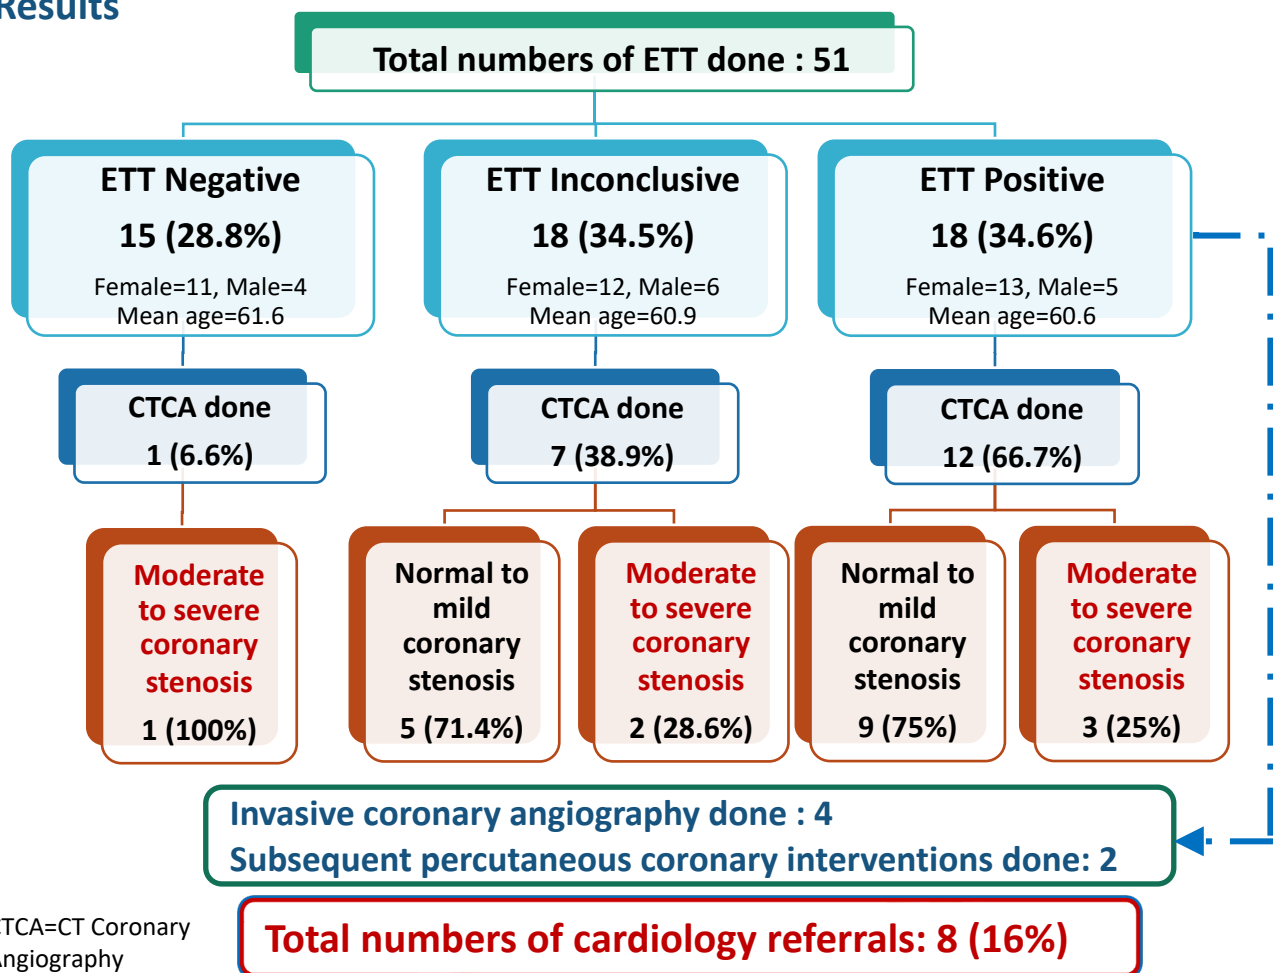 Results
Total numbers of ETT done : 51
ETT Negative
15 (28.8%)
Female=11, Male=4
Mean age=61.6
ETT Inconclusive
18 (34.5%)
Female=12, Male=6
Mean age=60.9
ETT Positive
18 (34.6%)
Female=13, Male=5
Mean age=60.6
CTCA done
1 (6.6%)
CTCA done
7 (38.9%)
CTCA done
12 (66.7%)
Moderate
to severe
coronary
stenosis
1 (100%)
Normal to
mild
coronary
stenosis
5 (71.4%)
Moderate
to severe
coronary
stenosis
2 (28.6%)
Normal to
mild
coronary
stenosis
9 (75%)
Moderate
to severe
coronary
stenosis
3 (25%)
Invasive coronary angiography done : 4
Subsequent percutaneous coronary interventions done: 2
CTCA=CT Coronary
Angiography
Total numbers of cardiology referrals: 8 (16%)